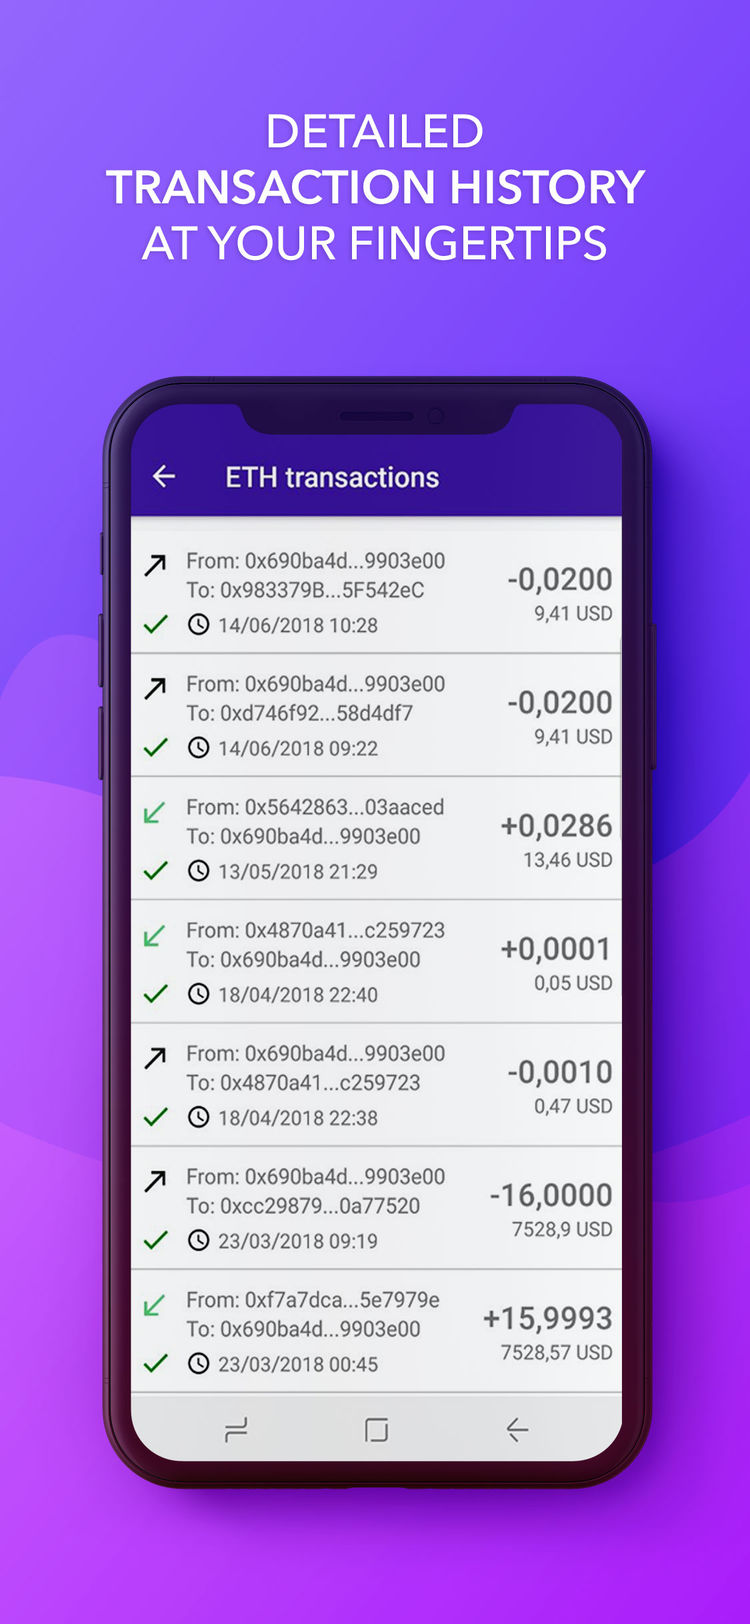 DETAILED
TRANSACTION HISTORY
AT YOUR FINGERTIPS
ETH transactions
From: 0x690ba4d...9903e00
To: 0x983379B...5F542eC
-0,0200
9,41 USD
14/06/2018 10:28
From: 0x690ba4d...9903e00
To: 0xd746f92...58d4df7
-0,0200
9,41 USD
14/06/2018 09:22
From: 0x5642863...03aaced
To: 0x690ba4d...9903e00
+0,0286
13,46 USD
13/05/2018 21:29
From: 0x4870a41...c259723
To: 0x690ba4d...9903e00
+0,0001
0,05 USD
18/04/2018 22:40
From: 0x690ba4d...9903e00
To: 0x4870a41...c259723
-0,0010
0,47 USD
18/04/2018 22:38
From: 0x690ba4d...9903e00
To: 0xcc29879...0a77520
-16,0000
7528,9 USD
23/03/2018 09:19
From: 0xf7a7dca...5e7979e
To: 0x690ba4d...9903e00
+15,9993
7528,57 USD
23/03/2018 00:45